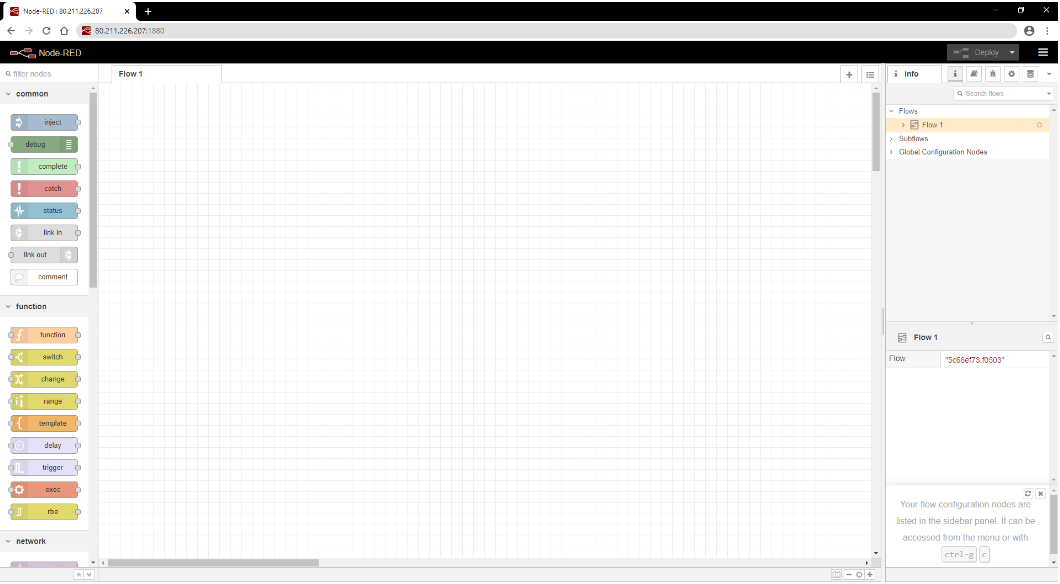 Node-RED : 80.211.226.207
80.211.226.207:1880
Node-RED
Deploy
filter nodes
Flow 1
info
i
Search flows
common
inject
debug
complete
catch
status
link in
link out
comment
function
function
switch
change
range
template
delay
trigger
exec
rbe
network
Flows
Flow 1
Subflows
Global Configuration Nodes
Flow 1
Flow
"5c66ef73.f0503"
Your flow configuration nodes are
listed in the sidebar panel. It can be
accessed from the menu or with
ctrl-g c